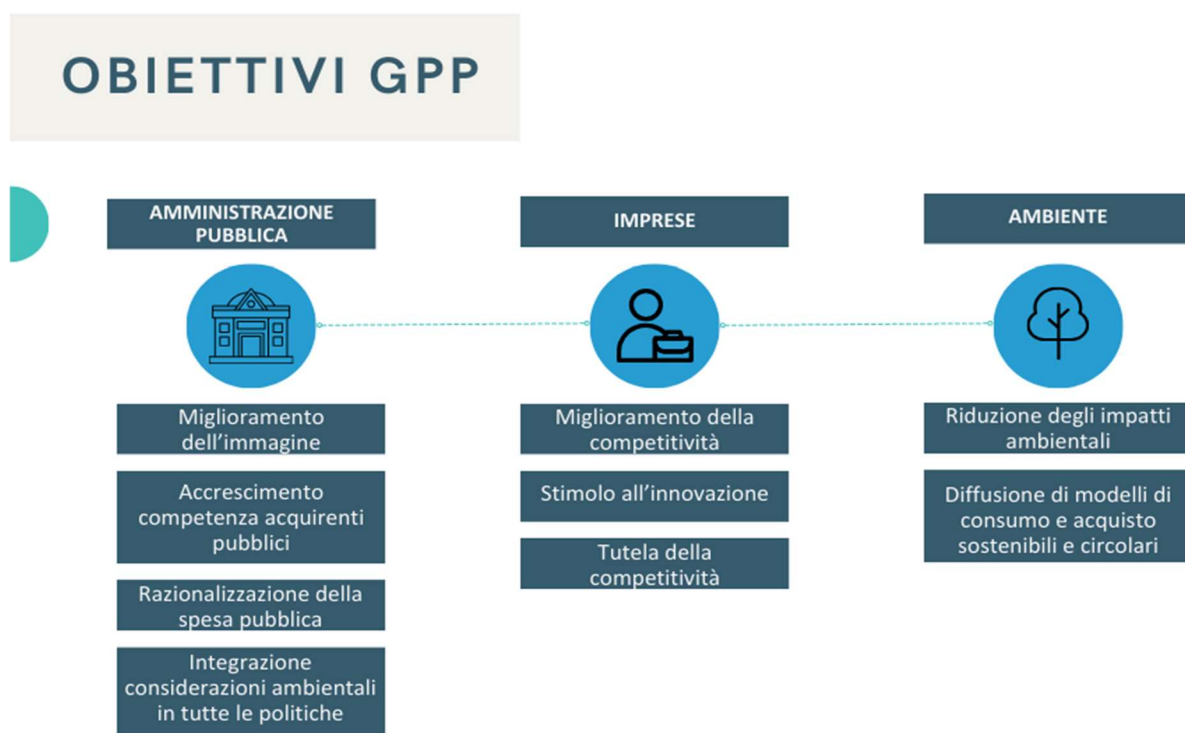 OBIETTIVI GPP
AMMINISTRAZIONE
PUBBLICA
Miglioramento
dell'immagine
Accrescimento
competenza acquirenti
pubblici
Razionalizzazione della
spesa pubblica
Integrazione
considerazioni ambientali
in tutte le politiche
IMPRESE
Miglioramento della
competitività
Stimolo all'innovazione
Tutela della
competitività
AMBIENTE
Riduzione degli impatti
ambientali
Diffusione di modelli di
consumo e acquisto
sostenibili e circolari